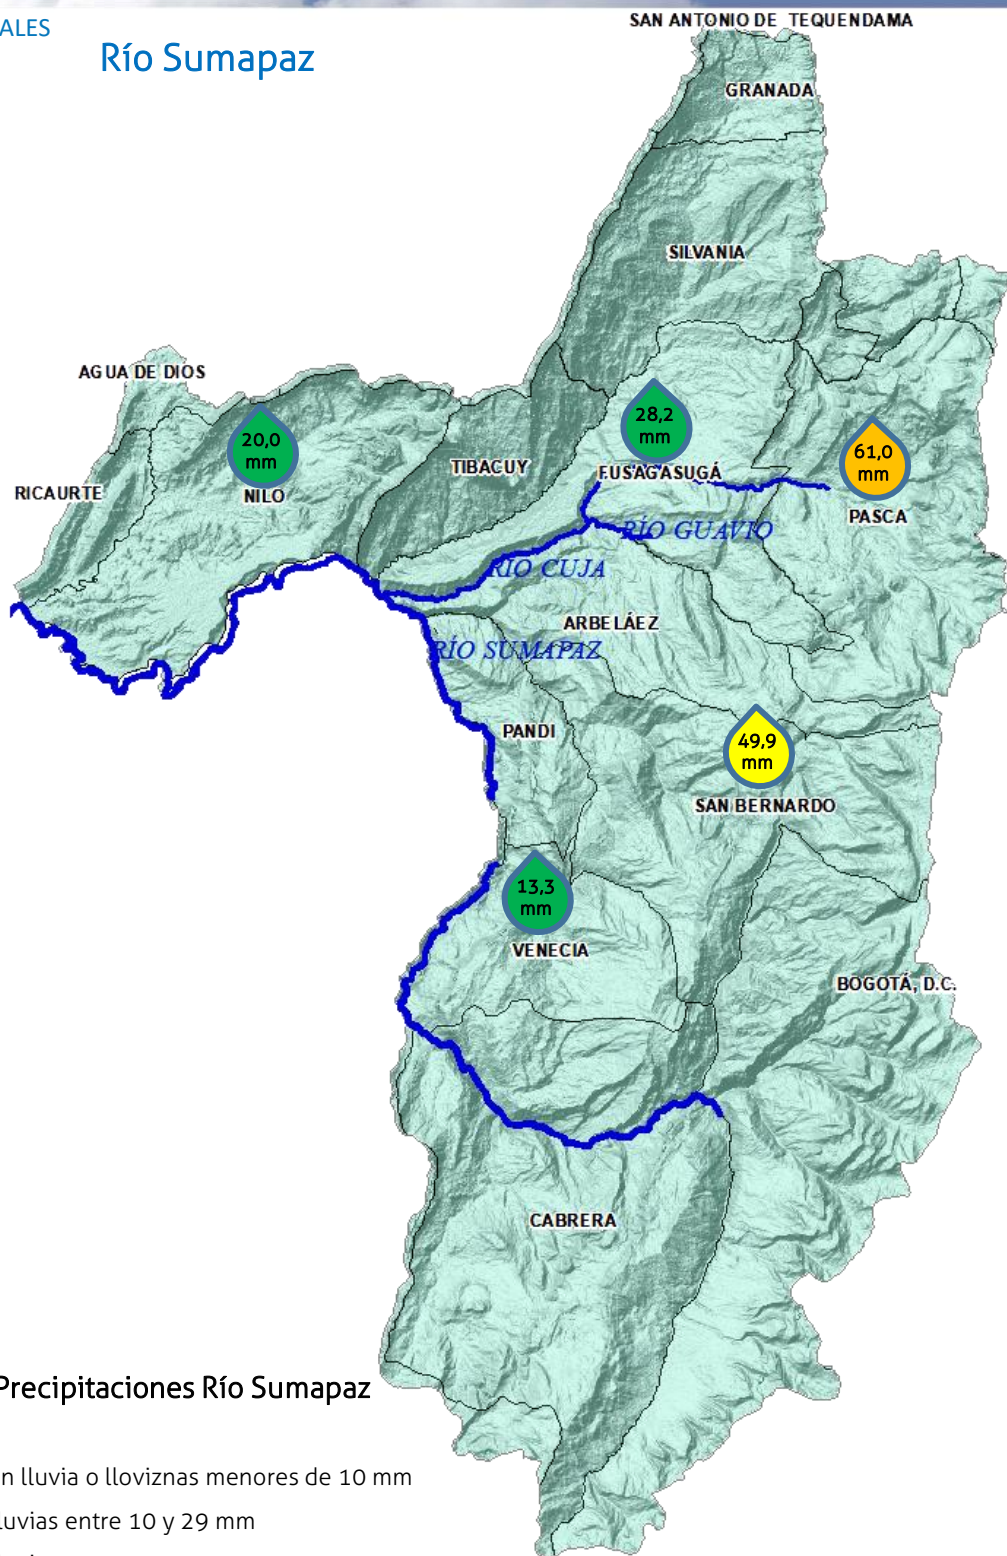 ALES
Río Sumapaz
SAN ANTONIO DE TEQUENDAMA
GRANADA
SILVANIA
AGUA DE DIOS
28,2
mm
20,0
mm
61,0
mm
TIBACUY
FUSAGASUGÁ
RICAURTE
NILO
PASCA
RÍO GUAVIO
RÍO CUJA
ARBELÁEZ
RÍO SUMAPAZ
PANDI
49,9
mm
SAN BERNARDO
13,3
mm
VENECIA
BOGOTÁ, D.C.
CABRERA
Precipitaciones Río Sumapaz
n lluvia o lloviznas menores de 10 mm
luvias entre 10 y 29 mm